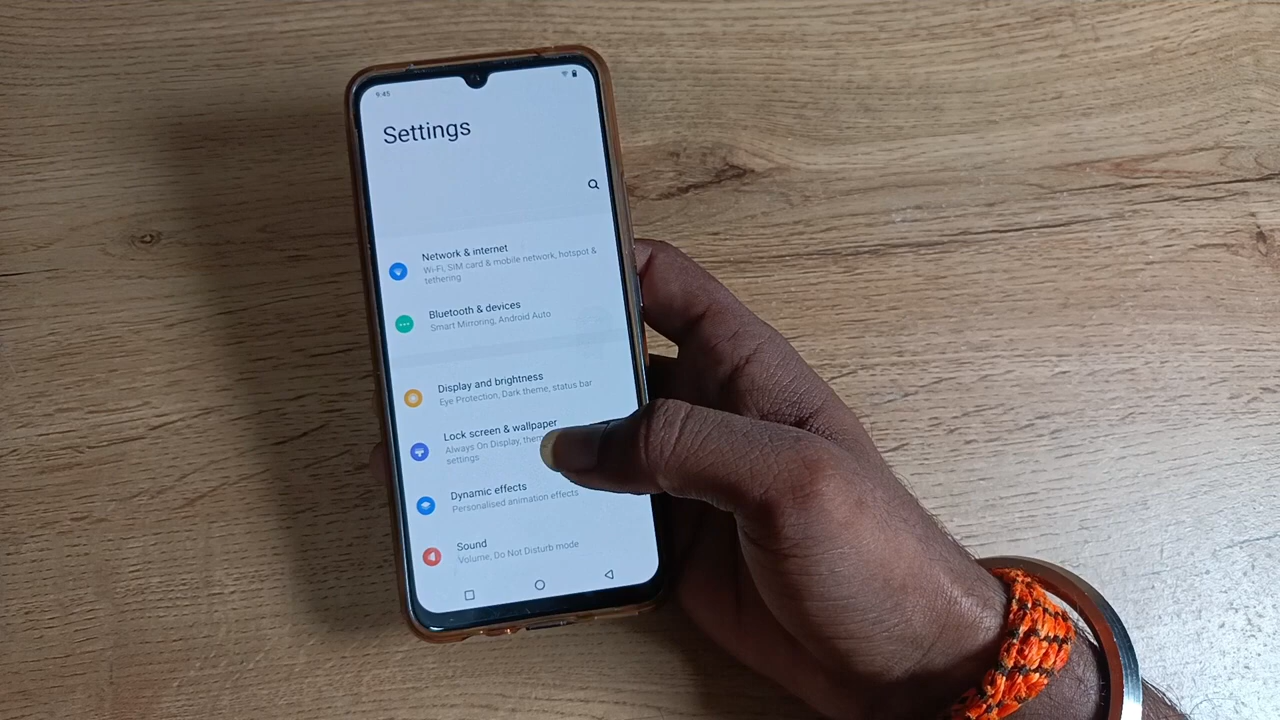 9:45
Settings
Network & internet
Wi-Fi, SIM card & mobile network, hotspot &
tethering
Bluetooth & devices
Smart Mirroring, Android Auto
Display and brightness
Eye Protection, Dark theme, status bar
Lock screen & wallpaper
Always On Display,
settings
Dynamic effects
Personalised animation effects
Sound
Volume, Do Not Disturb mode